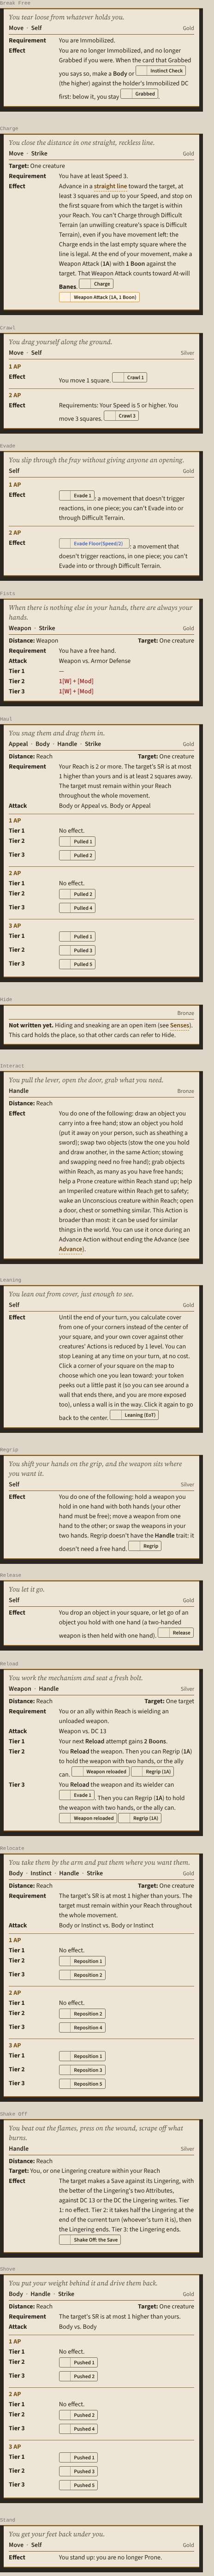 Break Free
You tear loose from whatever holds you.
Move · Self Gold
Requirement You are Immobilized.
Effect You are no longer Immobilized, and no longer
Grabbed if you were. When the card that Grabbed
you says so, make a Body or Instinct Check
(the higher) against the holder's Immobilized DC
first: below it, you stay Grabbed.
Charge
You close the distance in one straight, reckless line.
Move · Strike Gold
Target: One creature
Requirement You have at least Speed 3.
Effect Advance in a straight line toward the target, at
least 3 squares and up to your Speed, and stop on
the first square from which the target is within
your Reach. You can't Charge through Difficult
Terrain (an unwilling creature's space is Difficult
Terrain), even if you have movement left: the
Charge ends in the last empty square where the
line is legal. At the end of your movement, make a
Weapon Attack (1A) with 1 Boon against the
target. That Weapon Attack counts toward At-will
Banes. Charge
Weapon Attack (1A, 1 Boon)
Crawl
You drag yourself along the ground.
Move · Self Silver
1 AP
Effect You move 1 square. Crawl 1
2 AP
Effect Requirements: Your Speed is 5 or higher. You
move 3 squares. Crawl 3
Evade
You slip through the fray without giving anyone an opening.
Self Gold
1 AP
Effect Evade 1, a movement that doesn't trigger
reactions, in one piece; you can't Evade into or
through Difficult Terrain.
2 AP
Effect Evade Floor(Speed/2), a movement that
doesn't trigger reactions, in one piece; you can't
Evade into or through Difficult Terrain.
Fists
When there is nothing else in your hands, there are always your
hands.
Weapon · Strike Gold
Distance: Weapon Target: One creature
Requirement You have a free hand.
Attack Weapon vs. Armor Defense
Tier 1 —
Tier 2 1[W] + [Mod]
Tier 3 1[W] + [Mod]
Haul
You snag them and drag them in.
Appeal · Body · Handle · Strike Gold
Distance: Reach Target: One creature
Requirement Your Reach is 2 or more. The target's SR is at most
1 higher than yours and is at least 2 squares away.
The target must remain within your Reach
throughout the whole movement.
Attack Body or Appeal vs. Body or Appeal
1 AP
Tier 1 No effect.
Tier 2 Pulled 1
Tier 3 Pulled 2
2 AP
Tier 1 No effect.
Tier 2 Pulled 2
Tier 3 Pulled 4
3 AP
Tier 1 Pulled 1
Tier 2 Pulled 3
Tier 3 Pulled 5
Hide
Bronze
Not written yet. Hiding and sneaking are an open item (see Senses).
This card holds the place, so that other cards can refer to Hide.
Interact
You pull the lever, open the door, grab what you need.
Handle Bronze
Distance: Reach
Effect You do one of the following: draw an object you
carry into a free hand; stow an object you hold
(put it away on your person, such as sheathing a
sword); swap two objects (stow the one you hold
and draw another, in the same Action; stowing
and swapping need no free hand); grab objects
within Reach, as many as you have free hands;
help a Prone creature within Reach stand up; help
an Imperiled creature within Reach get to safety;
wake an Unconscious creature within Reach; open
a door, chest or something similar. This Action is
broader than most: it can be used for similar
things in the world. You can use it once during an
Advance Action without ending the Advance (see
Advance).
Leaning
You lean out from cover, just enough to see.
Self Gold
Effect Until the end of your turn, you calculate cover
from one of your corners instead of the center of
your square, and your own cover against other
creatures' Actions is reduced by 1 level. You can
stop Leaning at any time on your turn, at no cost.
Click a corner of your square on the map to
choose which one you lean towards: your token
peeks out a little past it (so you can see around a
wall that ends there, and you are more exposed
too), unless a wall is in the way. Click it again to go
back to the center. Leaning (EoT)
Regrip
You shift your hands on the grip, and the weapon sits where
you want it.
Self Silver
Effect You do one of the following: hold a weapon you
hold in one hand with both hands (your other
hand must be free); move a weapon from one
hand to the other; or swap the weapons in your
two hands. Regrip doesn't have the Handle trait: it
doesn't need a free hand. Regrip
Release
You let it go.
Self Gold
Effect You drop an object in your square, or let go of an
object you hold with one hand (a two-handed
weapon is then held with one hand). Release
Reload
You work the mechanism and seat a fresh bolt.
Weapon · Handle Silver
Distance: Reach Target: One target
Requirement You or an ally within Reach is wielding an
unloaded weapon.
Attack Weapon vs. DC 13
Tier 1 Your next Reload attempt gains 2 Boons.
Tier 2 You Reload the weapon. Then you can Regrip (1A)
to hold the weapon with two hands, or the ally
can. Weapon reloaded Regrip (1A)
Tier 3 You Reload the weapon and its wielder can
Evade 1. Then you can Regrip (1A) to hold
the weapon with two hands, or the ally can.
Weapon reloaded Regrip (1A)
Relocate
You take them by the arm and put them where you want them.
Body · Instinct · Handle · Strike Gold
Distance: Reach Target: One creature
Requirement The target's SR is at most 1 higher than yours. The
target must remain within your Reach throughout
the whole movement.
Attack Body or Instinct vs. Body or Instinct
1 AP
Tier 1 No effect.
Tier 2 Reposition 1
Tier 3 Reposition 2
2 AP
Tier 1 No effect.
Tier 2 Reposition 2
Tier 3 Reposition 4
3 AP
Tier 1 Reposition 1
Tier 2 Reposition 3
Tier 3 Reposition 5
Shake Off
You beat out the flames, press on the wound, scrape off what
burns.
Handle Silver
Distance: Reach
Target: You, or one Lingering creature within your Reach
Effect The target makes a Save against its Lingering, with
the better of the Lingering's two Attributes,
against DC 13 or the DC the Lingering writes. Tier
1: no effect. Tier 2: it takes half the Lingering at the
end of the current turn (whoever's turn it is), then
the Lingering ends. Tier 3: the Lingering ends.
Shake Off: the Save
Shove
You put your weight behind it and drive them back.
Body · Handle · Strike Gold
Distance: Reach Target: One creature
Requirement The target's SR is at most 1 higher than yours.
Attack Body vs. Body
1 AP
Tier 1 No effect.
Tier 2 Pushed 1
Tier 3 Pushed 2
2 AP
Tier 1 No effect.
Tier 2 Pushed 2
Tier 3 Pushed 4
3 AP
Tier 1 Pushed 1
Tier 2 Pushed 3
Tier 3 Pushed 5
Stand
You get your feet back under you.
Move · Self Gold
Effect You stand up: you are no longer Prone.